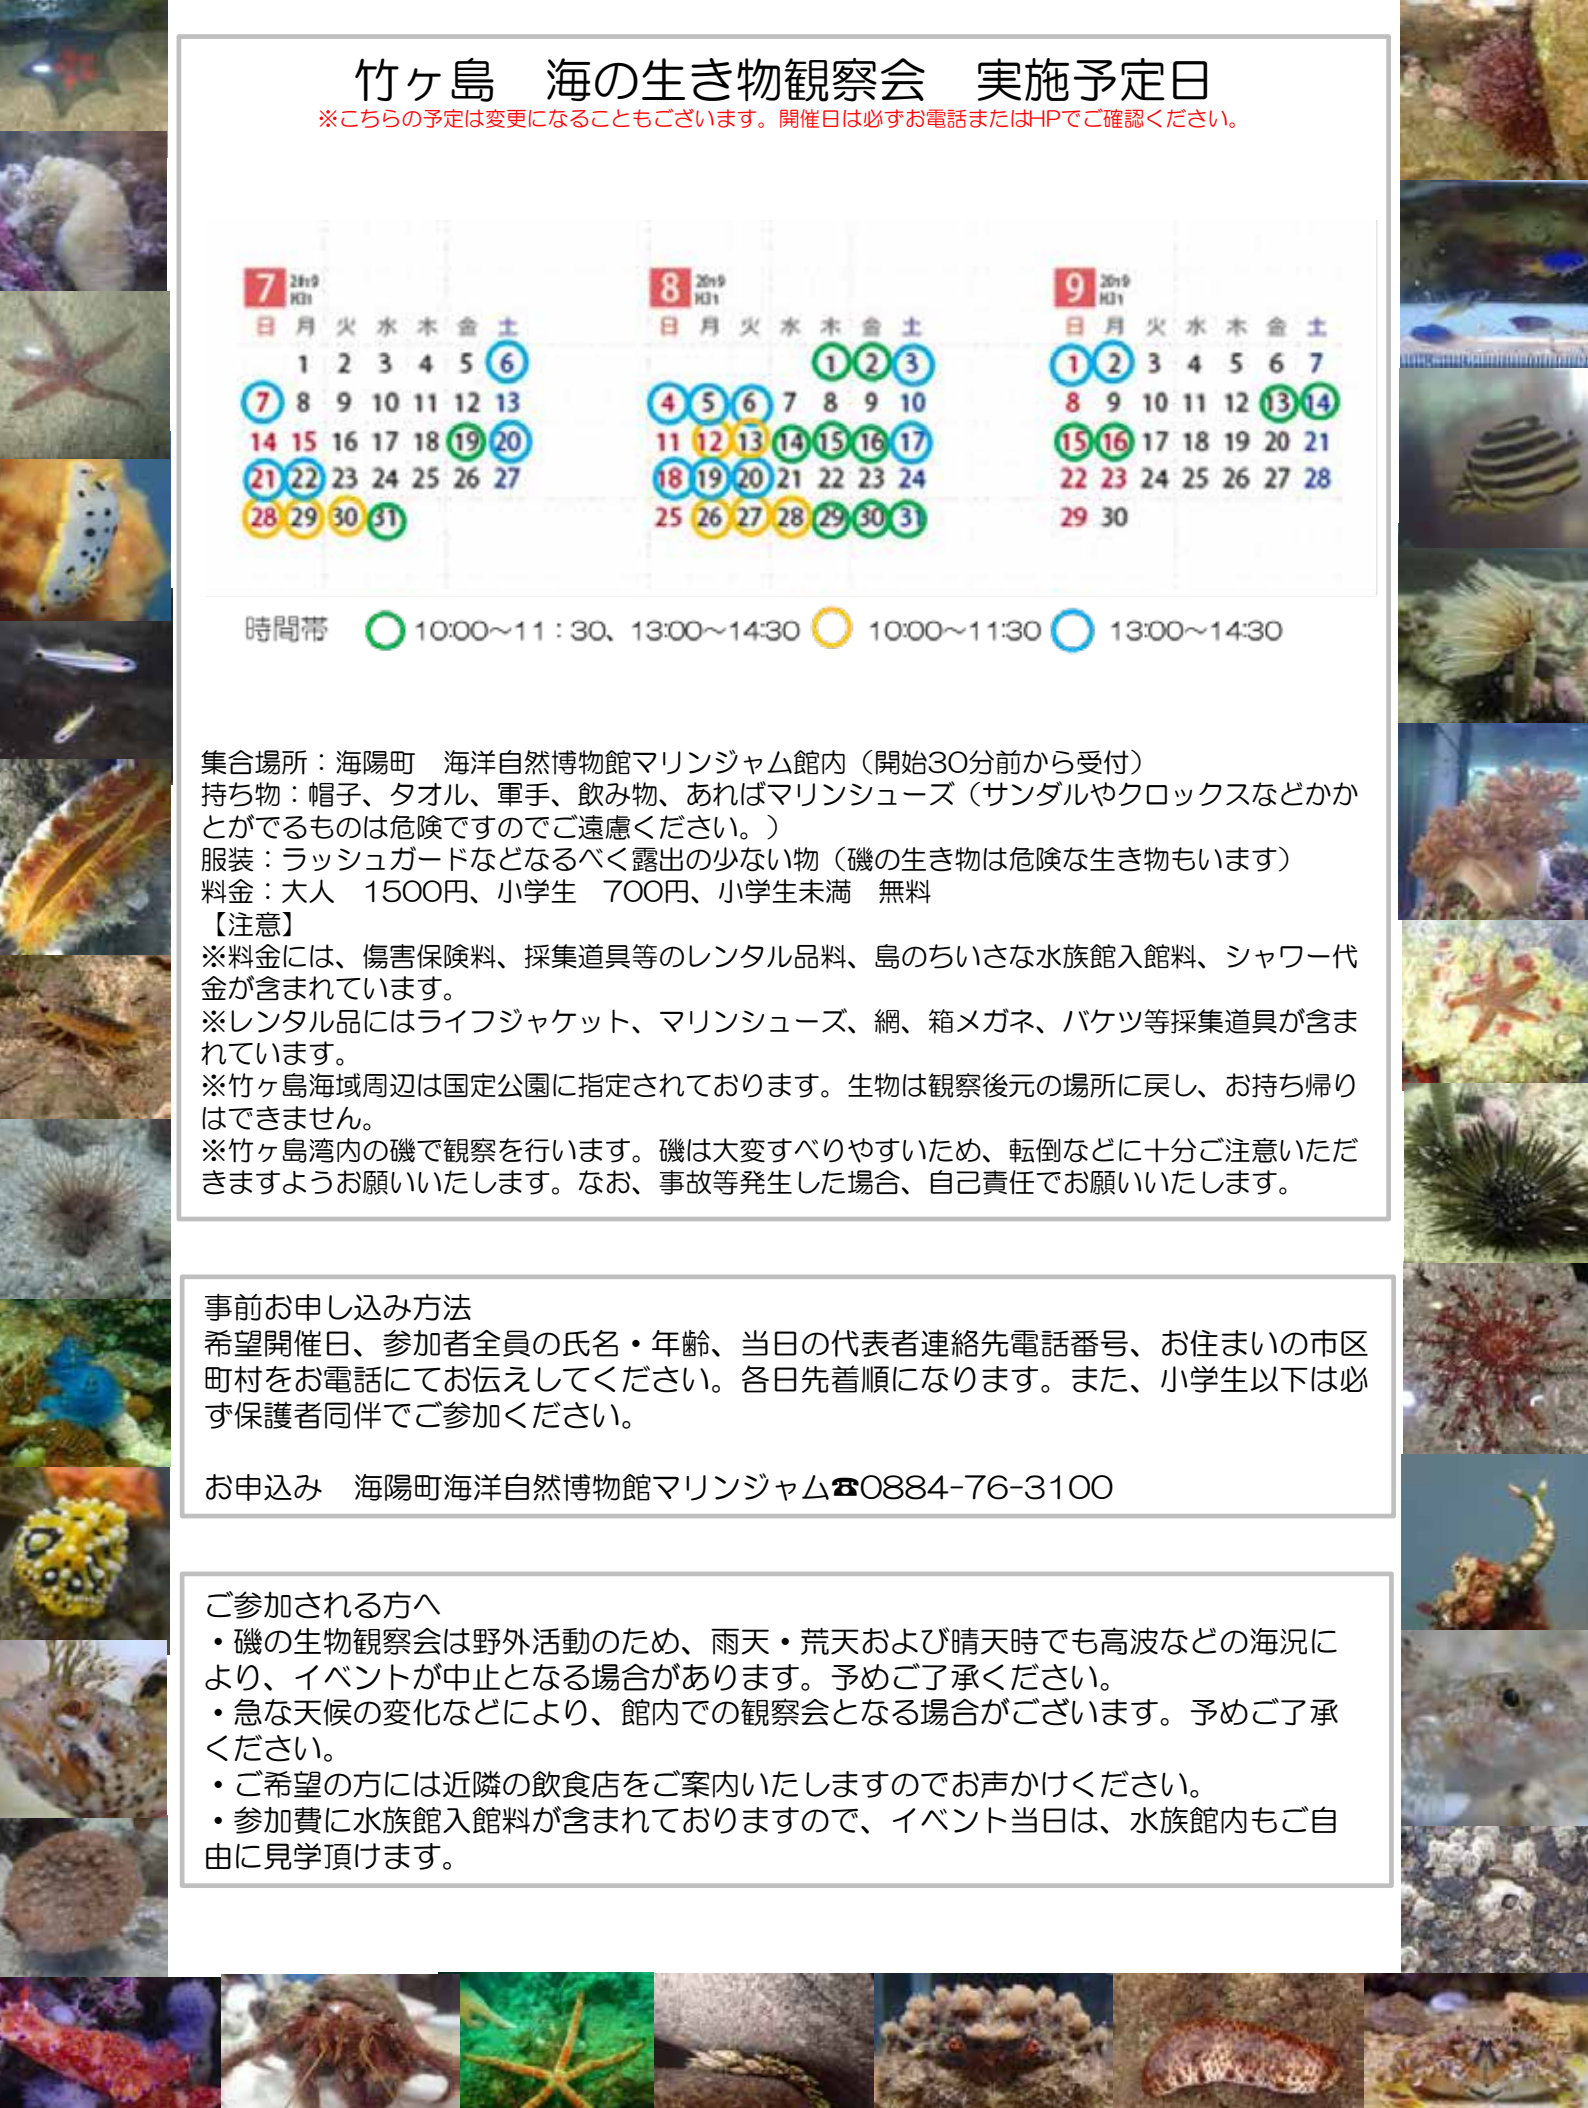 竹ヶ島　海の生き物観察会　実施予定日
※こちらの予定は変更になることもございます。開催日は必ずお電話またはHPでご確認ください。
7 2019 H31
日 月 火 水 木 金 土
1 2 3 4 5 6
7 8 9 10 11 12 13
14 15 16 17 18 19 20
21 22 23 24 25 26 27
28 29 30 31
8 2019 H31
日 月 火 水 木 金 土
1 2 3
4 5 6 7 8 9 10
11 12 13 14 15 16 17
18 19 20 21 22 23 24
25 26 27 28 29 30 31
9 2019 H31
日 月 火 水 木 金 土
1 2 3 4 5 6 7
8 9 10 11 12 13 14
15 16 17 18 19 20 21
22 23 24 25 26 27 28
29 30
時間帯 ○10:00～11：30、13:00～14:30 ○ 10:00～11:30 ○ 13:00～14:30
集合場所：海陽町　海洋自然博物館マリンジャム館内（開始30分前から受付）
持ち物：帽子、タオル、軍手、飲み物、あればマリンシューズ（サンダルやクロックスなどかか
とがでるものは危険ですのでご遠慮ください。）
服装：ラッシュガードなどなるべく露出の少ない物（磯の生き物は危険な生き物もいます）
料金：大人　1500円、小学生　700円、小学生未満　無料
【注意】
※料金には、傷害保険料、採集道具等のレンタル品料、島のちいさな水族館入館料、シャワー代
金が含まれています。
※レンタル品にはライフジャケット、マリンシューズ、網、箱メガネ、バケツ等採集道具が含ま
れています。
※竹ヶ島海域周辺は国定公園に指定されております。生物は観察後元の場所に戻し、お持ち帰り
はできません。
※竹ヶ島湾内の磯で観察を行います。磯は大変すべりやすいため、転倒などに十分ご注意いただ
きますようお願いいたします。なお、事故等発生した場合、自己責任でお願いいたします。
事前お申し込み方法
希望開催日、参加者全員の氏名・年齢、当日の代表者連絡先電話番号、お住まいの市区
町村をお電話にてお伝えしてください。各日先着順になります。また、小学生以下は必
ず保護者同伴でご参加ください。
お申込み　海陽町海洋自然博物館マリンジャム☎0884-76-3100
ご参加される方へ
・磯の生物観察会は野外活動のため、雨天・荒天および晴天時でも高波などの海況に
より、イベントが中止となる場合があります。予めご了承ください。
・急な天候の変化などにより、館内での観察会となる場合がございます。予めご了承
ください。
・ご希望の方には近隣の飲食店をご案内いたしますのでお声かけください。
・参加費に水族館入館料が含まれておりますので、イベント当日は、水族館内もご自
由に見学頂けます。